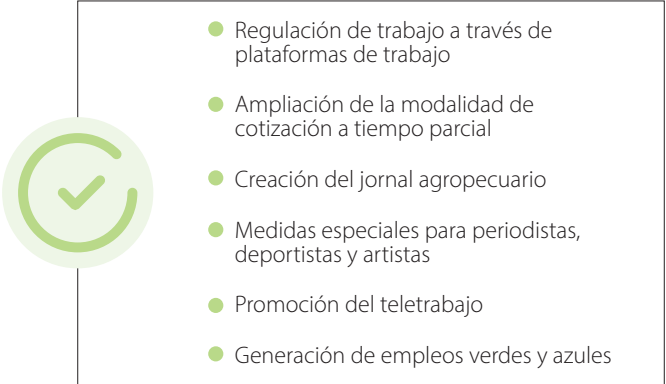 Regulación de trabajo a través de
plataformas de trabajo
Ampliación de la modalidad de
cotización a tiempo parcial
Creación del jornal agropecuario
Medidas especiales para periodistas,
deportistas y artistas
Promoción del teletrabajo
Generación de empleos verdes y azules